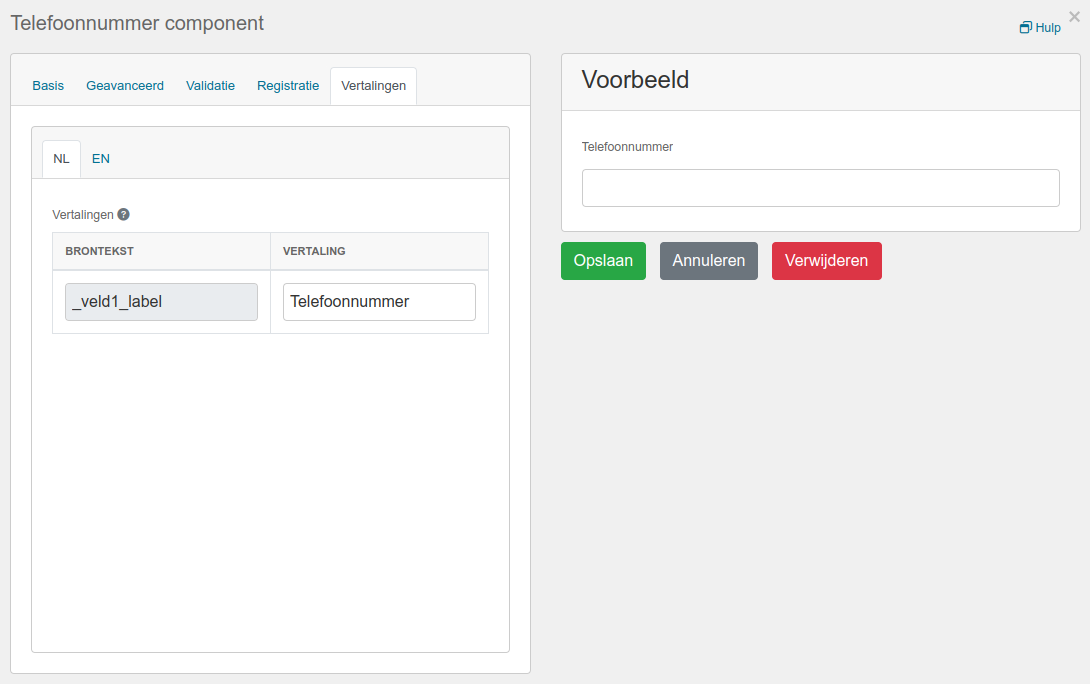 Telefoonnummer component
Hulp
Basis Geavanceerd Validatie Registratie Vertalingen
NL EN
Vertalingen
BRONTEKST VERTALING
_veld1_label Telefoonnummer
Voorbeeld
Telefoonnummer
Opslaan Annuleren Verwijderen